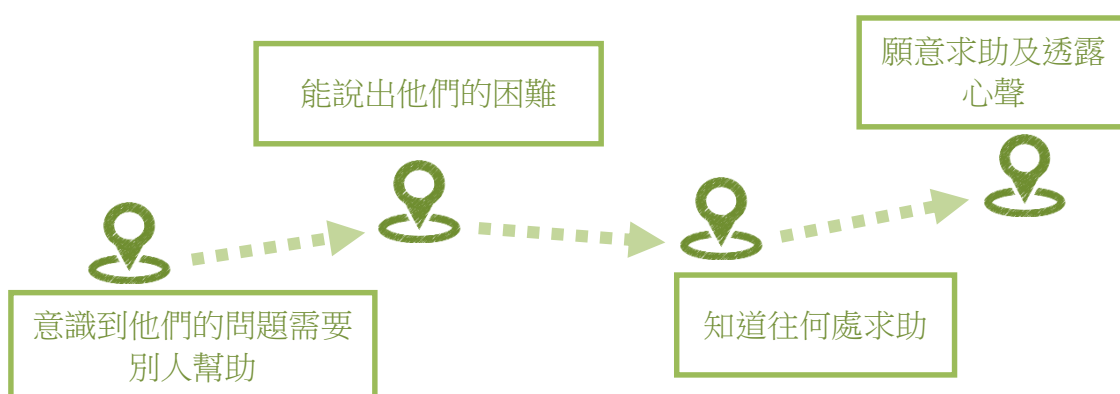 意識到他們的問題需要
別人幫助
能說出他們的困難
知道往何處求助
願意求助及透露
心聲